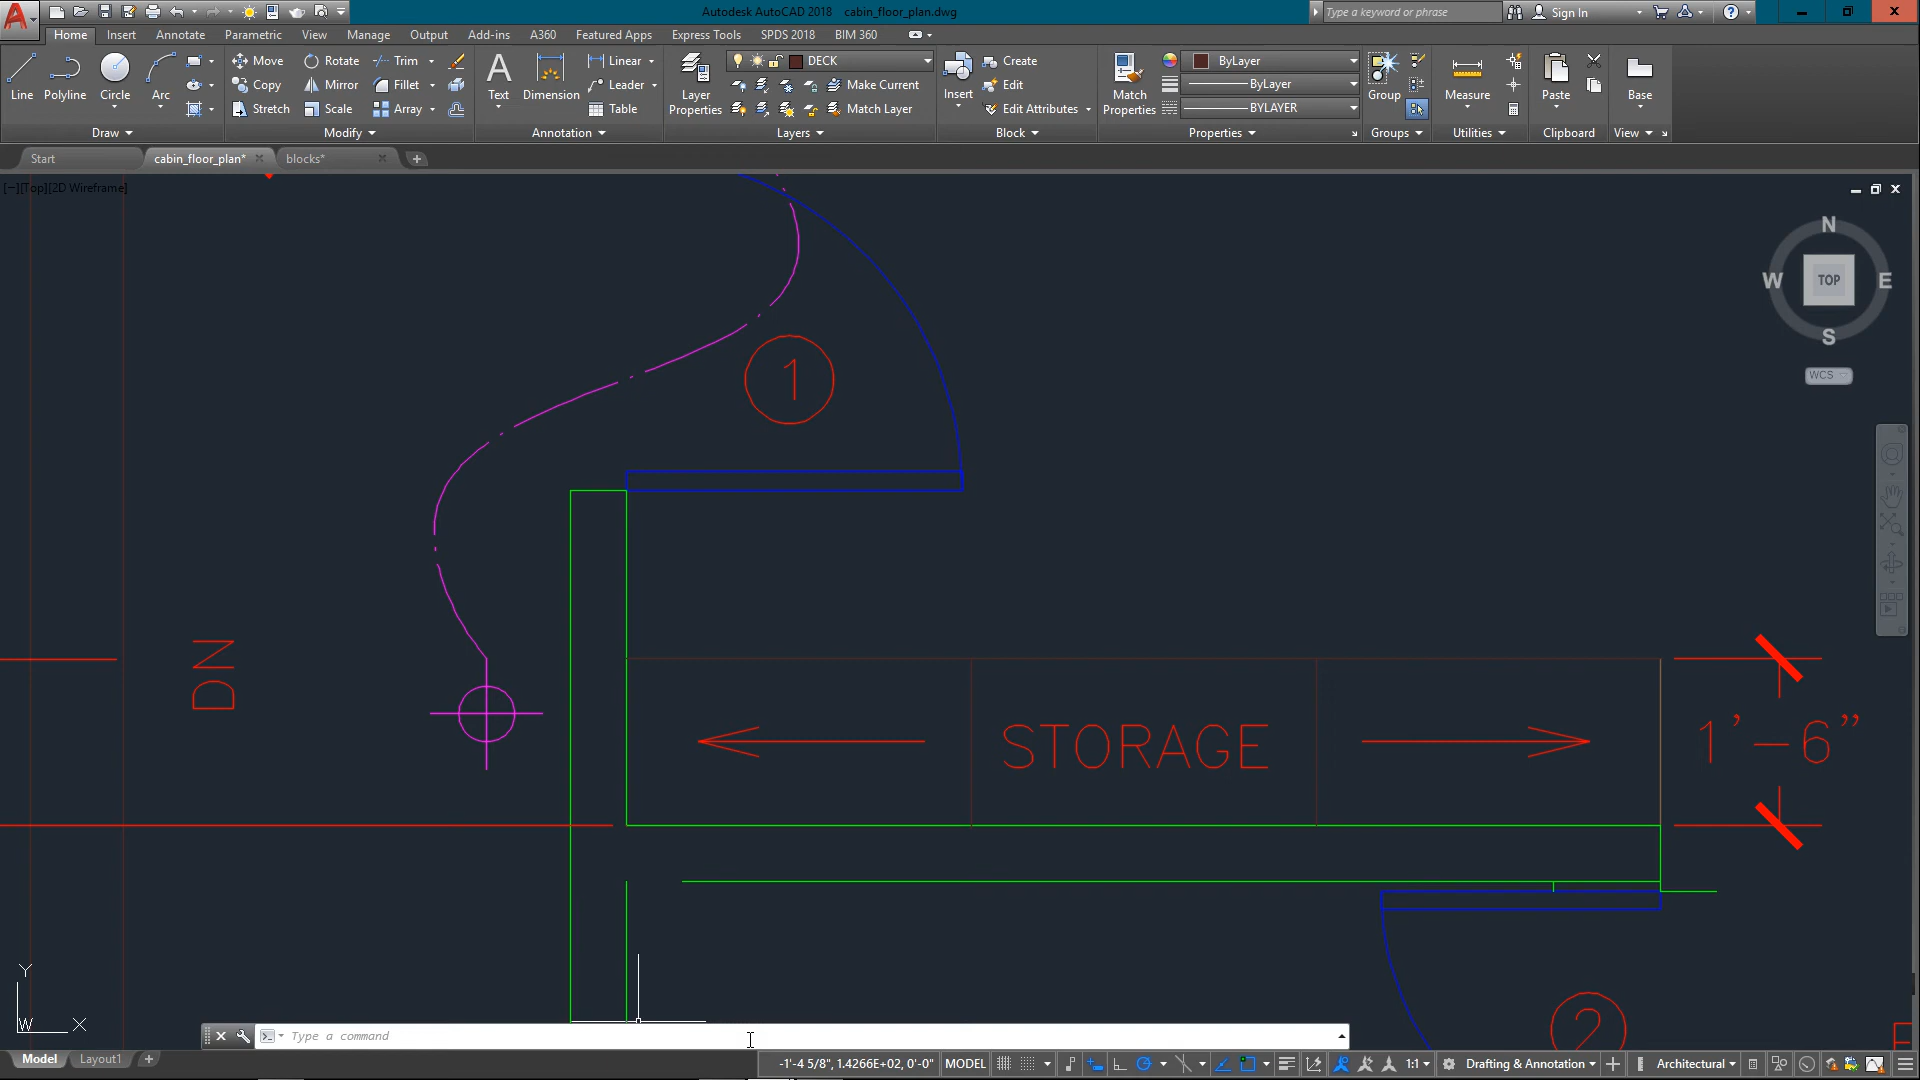 Autodesk AutoCAD 2018 cabin_floor_plan.dwg
Type a keyword or phrase
Sign In
Home Insert Annotate Parametric View Manage Output Add-ins A360 Featured Apps Express Tools SPDS 2018 BIM 360
Line Polyline Circle Arc
Move Rotate Trim
Copy Mirror Fillet
Stretch Scale Array
Text Dimension
Linear
Leader
Table
Layer Properties
DECK
Make Current
Match Layer
Insert
Create
Edit
Edit Attributes
Match Properties
ByLayer
ByLayer
BYLAYER
Group
Measure
Paste
Base
Draw Modify Annotation Layers Block Properties Groups Utilities Clipboard View
Start cabin_floor_plan* blocks*
[−][Top][2D Wireframe]
N
W TOP E
S
WCS
1
DN
STORAGE
1'-6"
2
Y
W X
Type a command
Model Layout1
-1'-4 5/8", 1.4266E+02, 0'-0" MODEL 1:1 Drafting & Annotation Architectural